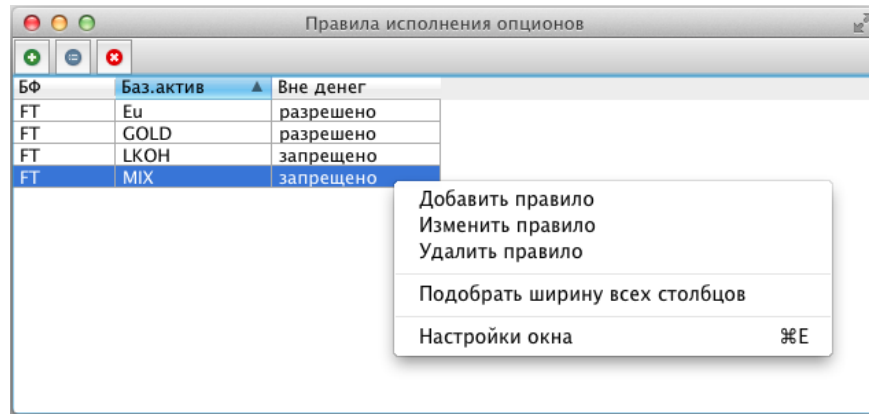 Правила исполнения опционов
БФ Баз.актив Вне денег
FT Eu разрешено
FT GOLD разрешено
FT LKOH запрещено
FT MIX запрещено
Добавить правило
Изменить правило
Удалить правило
Подобрать ширину всех столбцов
Настройки окна ⌘E